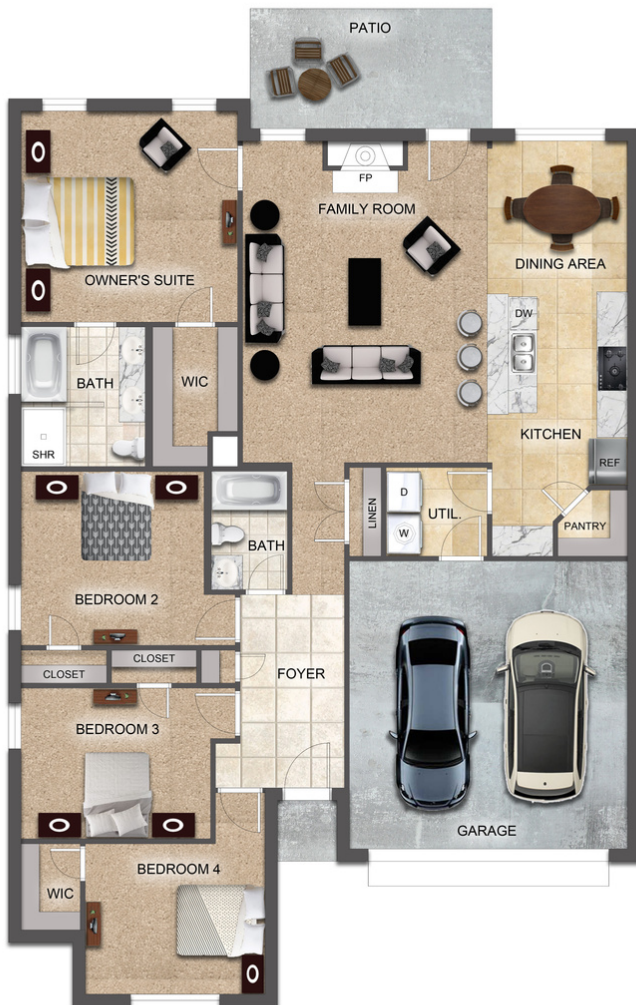 PATIO
FP
FAMILY ROOM
DINING AREA
OWNER'S SUITE
DW
BATH
WIC
SHR
KITCHEN
REF
D
LINEN
UTIL.
W
PANTRY
BATH
BEDROOM 2
CLOSET
CLOSET
FOYER
BEDROOM 3
GARAGE
BEDROOM 4
WIC